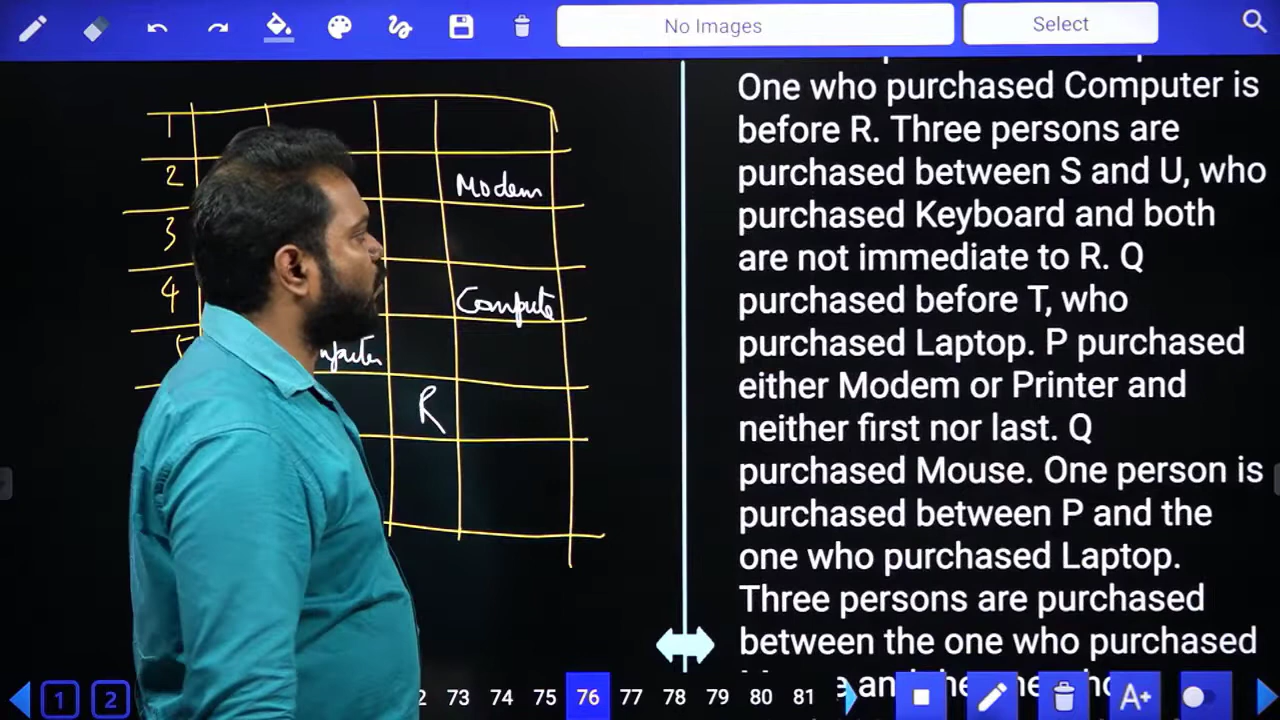 No Images
Select
1
2
Modem
3
4
Compute
5
R
One who purchased Computer is
before R. Three persons are
purchased between S and U, who
purchased Keyboard and both
are not immediate to R. Q
purchased before T, who
purchased Laptop. P purchased
either Modem or Printer and
neither first nor last. Q
purchased Mouse. One person is
purchased between P and the
one who purchased Laptop.
Three persons are purchased
between the one who purchased
1 2 73 74 75 76 77 78 79 80 81 A+